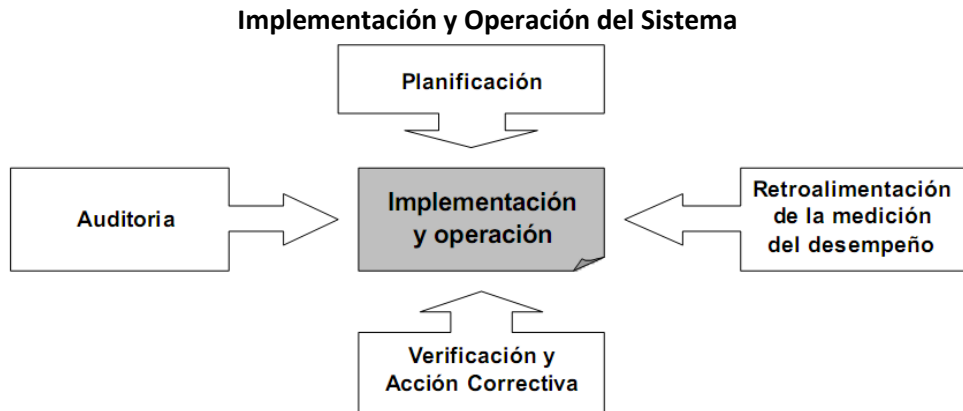 Implementación y Operación del Sistema
Planificación
Auditoria
Implementación
y operación
Retroalimentación
de la medición
del desempeño
Verificación y
Acción Correctiva